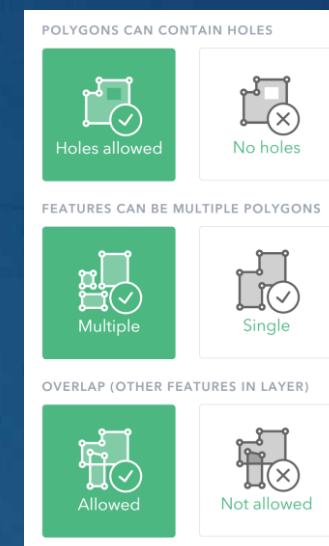 POLYGONS CAN CONTAIN HOLES
Holes allowed
No holes
FEATURES CAN BE MULTIPLE POLYGONS
Multiple
Single
OVERLAP (OTHER FEATURES IN LAYER)
Allowed
Not allowed